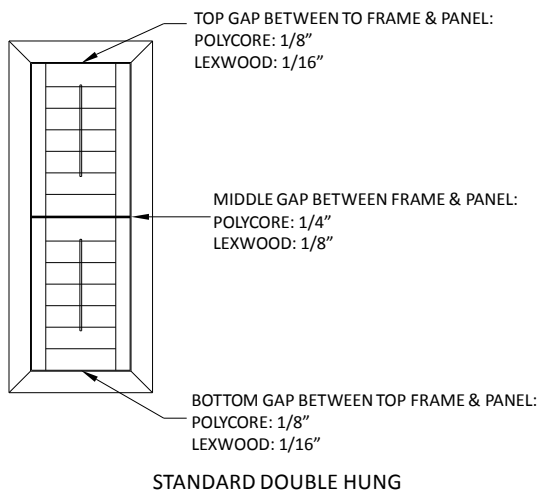 TOP GAP BETWEEN TO FRAME & PANEL:
POLYCORE: 1/8”
LEXWOOD: 1/16”
MIDDLE GAP BETWEEN FRAME & PANEL:
POLYCORE: 1/4”
LEXWOOD: 1/8”
BOTTOM GAP BETWEEN TOP FRAME & PANEL:
POLYCORE: 1/8”
LEXWOOD: 1/16”
STANDARD DOUBLE HUNG